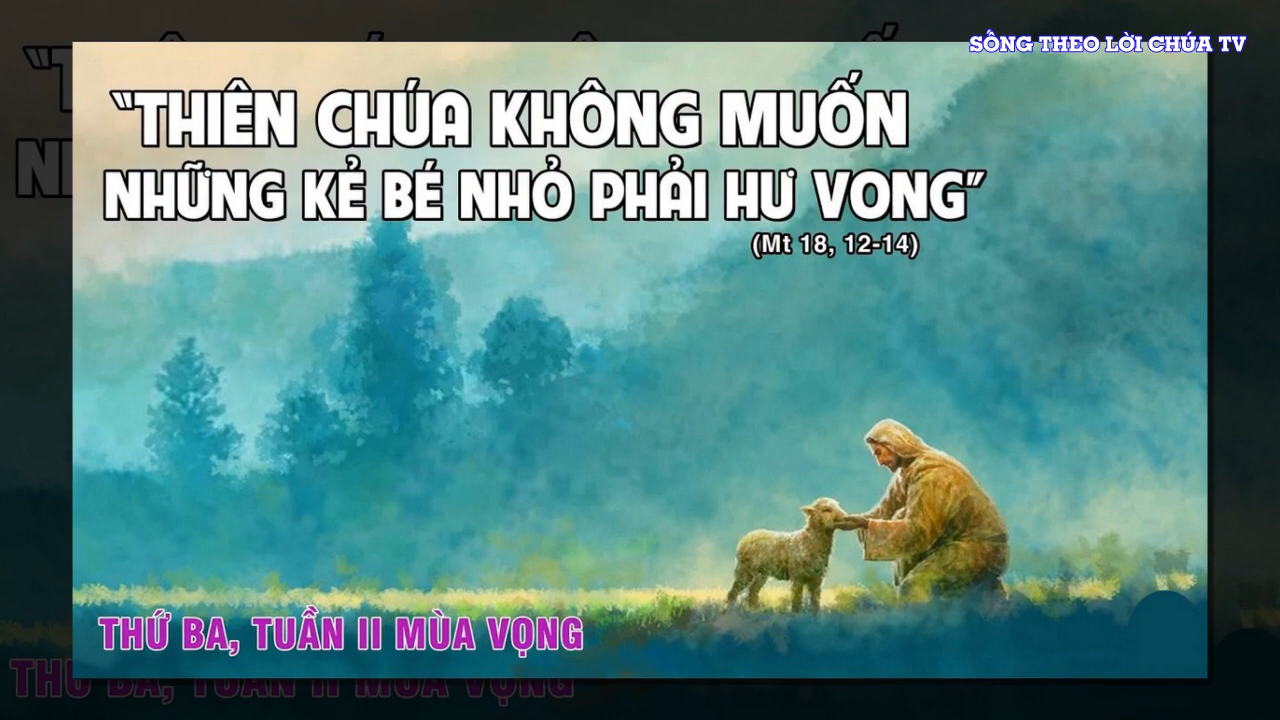 SỐNG THEO LỜI CHÚA TV
“THIÊN CHÚA KHÔNG MUỐN
NHỮNG KẺ BÉ NHỎ PHẢI HƯ VONG”
(Mt 18, 12-14)
THỨ BA, TUẦN II MÙA VỌNG